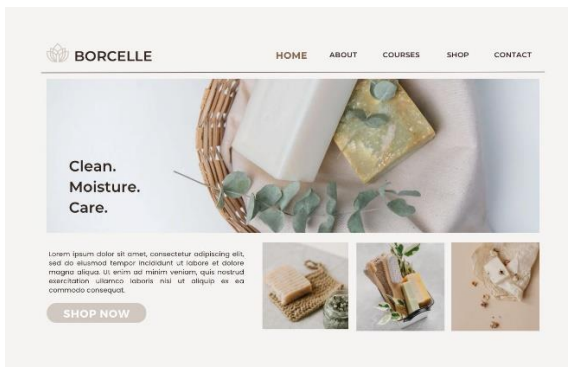 BORCELLE
HOME ABOUT COURSES SHOP CONTACT
Clean.
Moisture.
Care.
Lorem ipsum dolor sit amet, consectetur adipiscing elit,
sed do eiusmod tempor incididunt ut labore et dolore
magna aliqua. Ut enim ad minim veniam, quis nostrud
exercitation ullamco laboris nisi ut aliquip ex ea
commodo consequat.
SHOP NOW